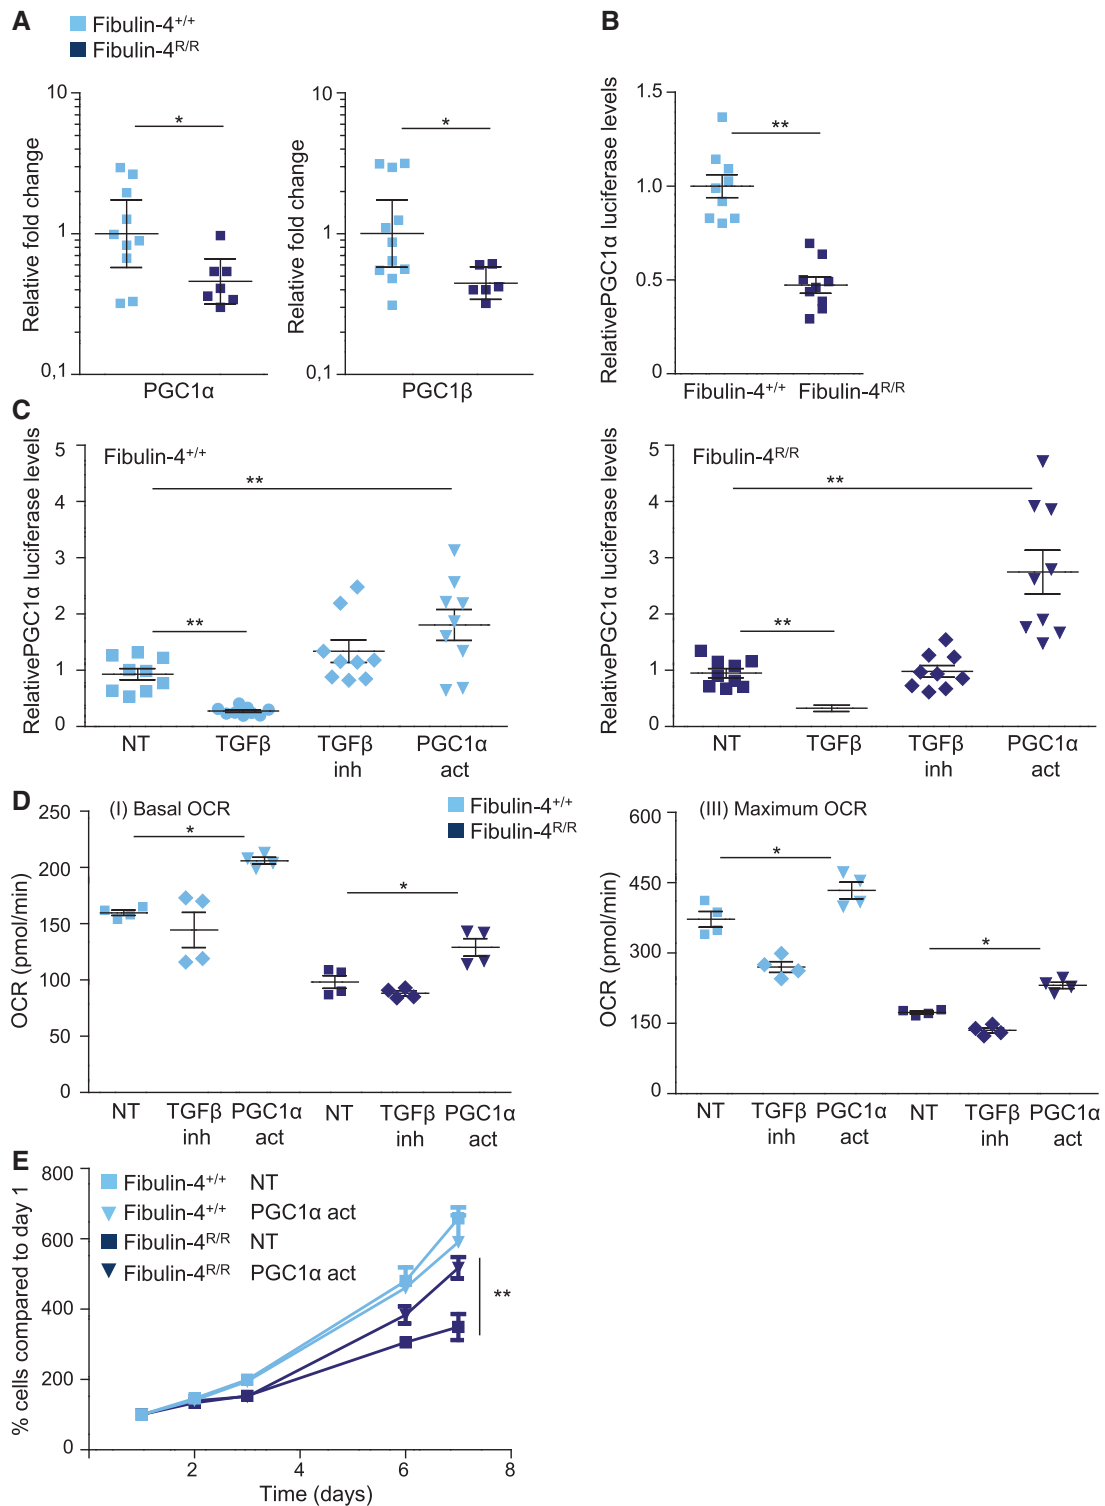 A
Fibulin-4+/+
Fibulin-4R/R
Relative fold change
10
1
0,1
*
PGC1α
Relative fold change
10
1
0,1
*
PGC1β
B
RelativePGC1α luciferase levels
1.5
1.0
0.5
0
**
Fibulin-4+/+ Fibulin-4R/R
C
RelativePGC1α luciferase levels
5
4
3
2
1
0
Fibulin-4+/+
**
**
NT TGFβ TGFβ PGC1α
inh act
RelativePGC1α luciferase levels
5
4
3
2
1
0
Fibulin-4R/R
**
**
NT TGFβ TGFβ PGC1α
inh act
D
OCR (pmol/min)
250
200
150
100
50
0
(I) Basal OCR
*
*
Fibulin-4+/+
Fibulin-4R/R
NT TGFβ PGC1α NT TGFβ PGC1α
inh act inh act
OCR (pmol/min)
600
450
300
150
0
(III) Maximum OCR
*
*
NT TGFβ PGC1α NT TGFβ PGC1α
inh act inh act
E
% cells compared to day 1
800
600
400
200
0
Fibulin-4+/+ NT
Fibulin-4+/+ PGC1α act
Fibulin-4R/R NT
Fibulin-4R/R PGC1α act
**
2 4 6 8
Time (days)